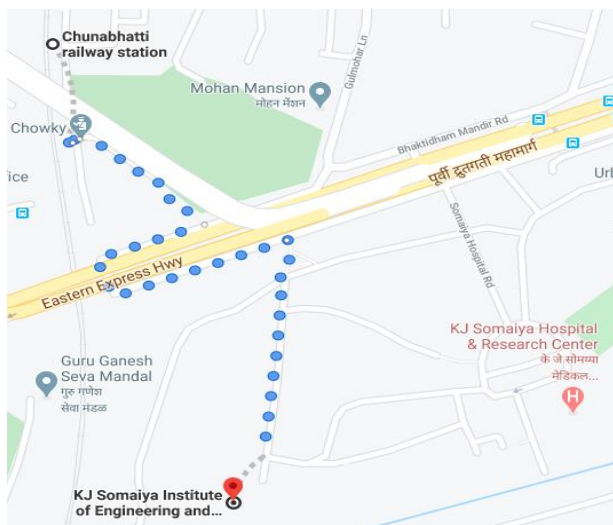 Chunabhatti
railway station
Mohan Mansion
मोहन मॅंशन
Gulmohar Ln
Chowky
Bhaktidham Mandir Rd
पूर्वी द्रुतगती महामार्ग
fice
Urb
Somaiya Hospital Rd
Eastern Express Hwy
KJ Somaiya Hospital
& Research Center
के जे सोमय्या
मेडिकल...
H
Guru Ganesh
Seva Mandal
गुरु गणेश
सेवा मंडळ
KJ Somaiya Institute
of Engineering and...